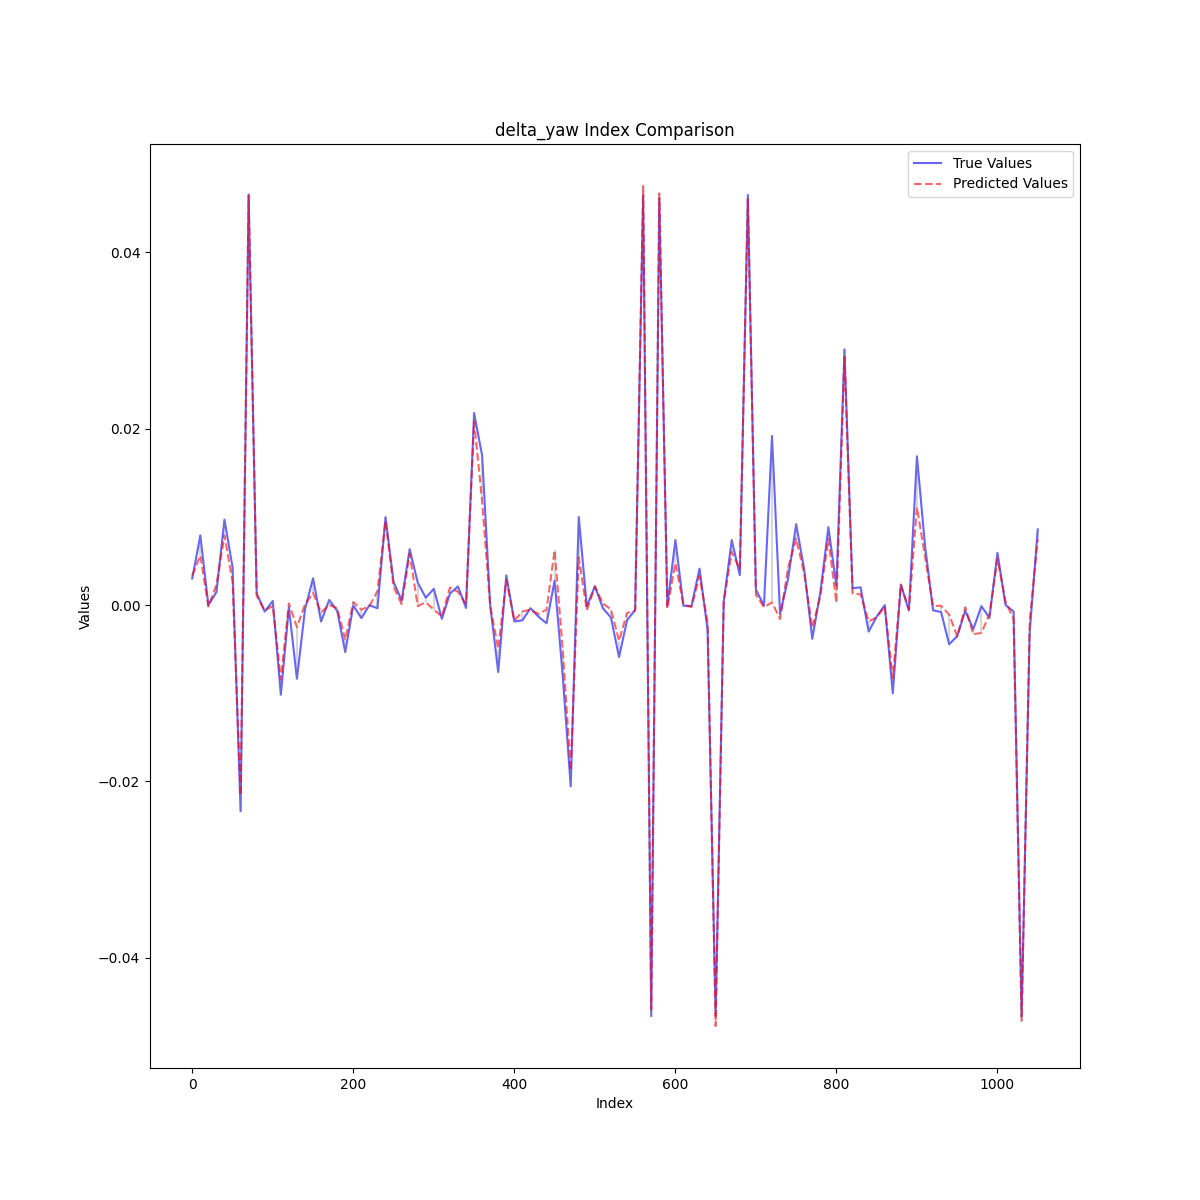 delta_yaw Index Comparison
True Values
Predicted Values
0.04
0.02
0.00
−0.02
−0.04
Values
0
200
400
600
800
1000
Index